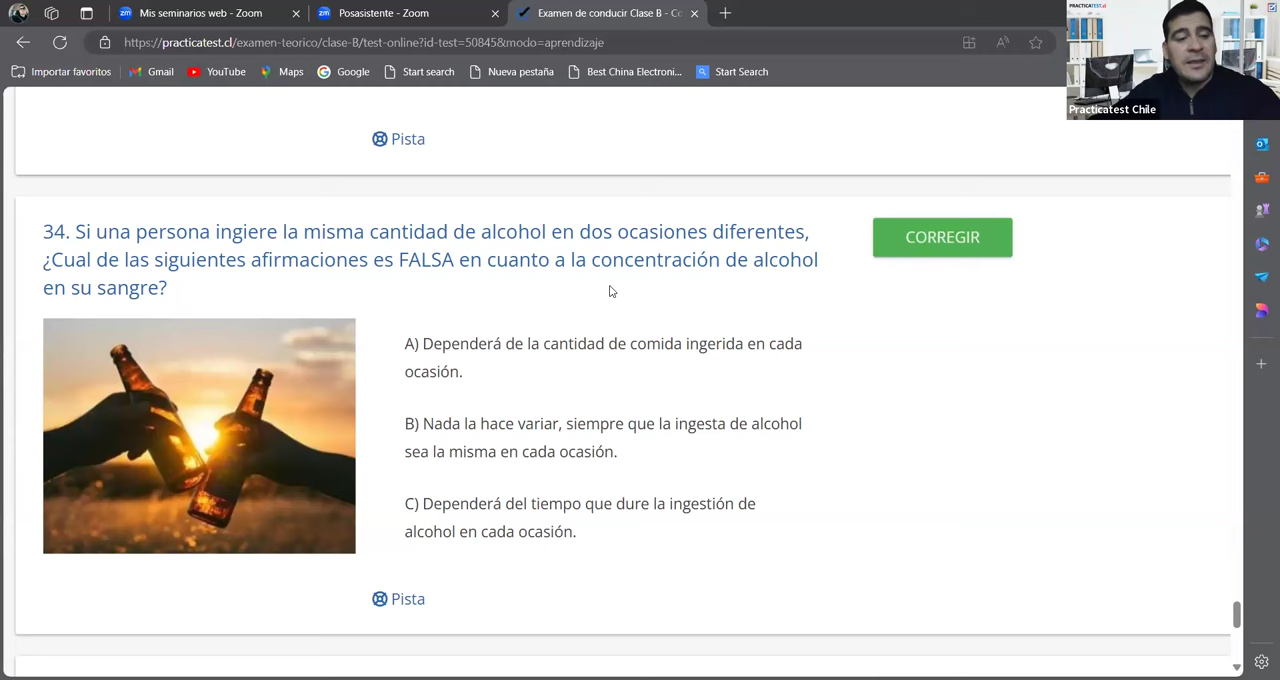 Mis seminarios web - Zoom
Posasistente - Zoom
Examen de conducir Clase B - Co
https://practicatest.cl/examen-teorico/clase-B/test-online?id-test=50845&modo=aprendizaje
Importar favoritos
Gmail
YouTube
Maps
Google
Start search
Nueva pestaña
Best China Electroni...
Start Search
PRACTICATEST.cl
Practicatest Chile
Pista
34. Si una persona ingiere la misma cantidad de alcohol en dos ocasiones diferentes,
¿Cual de las siguientes afirmaciones es FALSA en cuanto a la concentración de alcohol
en su sangre?
CORREGIR
A) Dependerá de la cantidad de comida ingerida en cada
ocasión.
B) Nada la hace variar, siempre que la ingesta de alcohol
sea la misma en cada ocasión.
C) Dependerá del tiempo que dure la ingestión de
alcohol en cada ocasión.
Pista